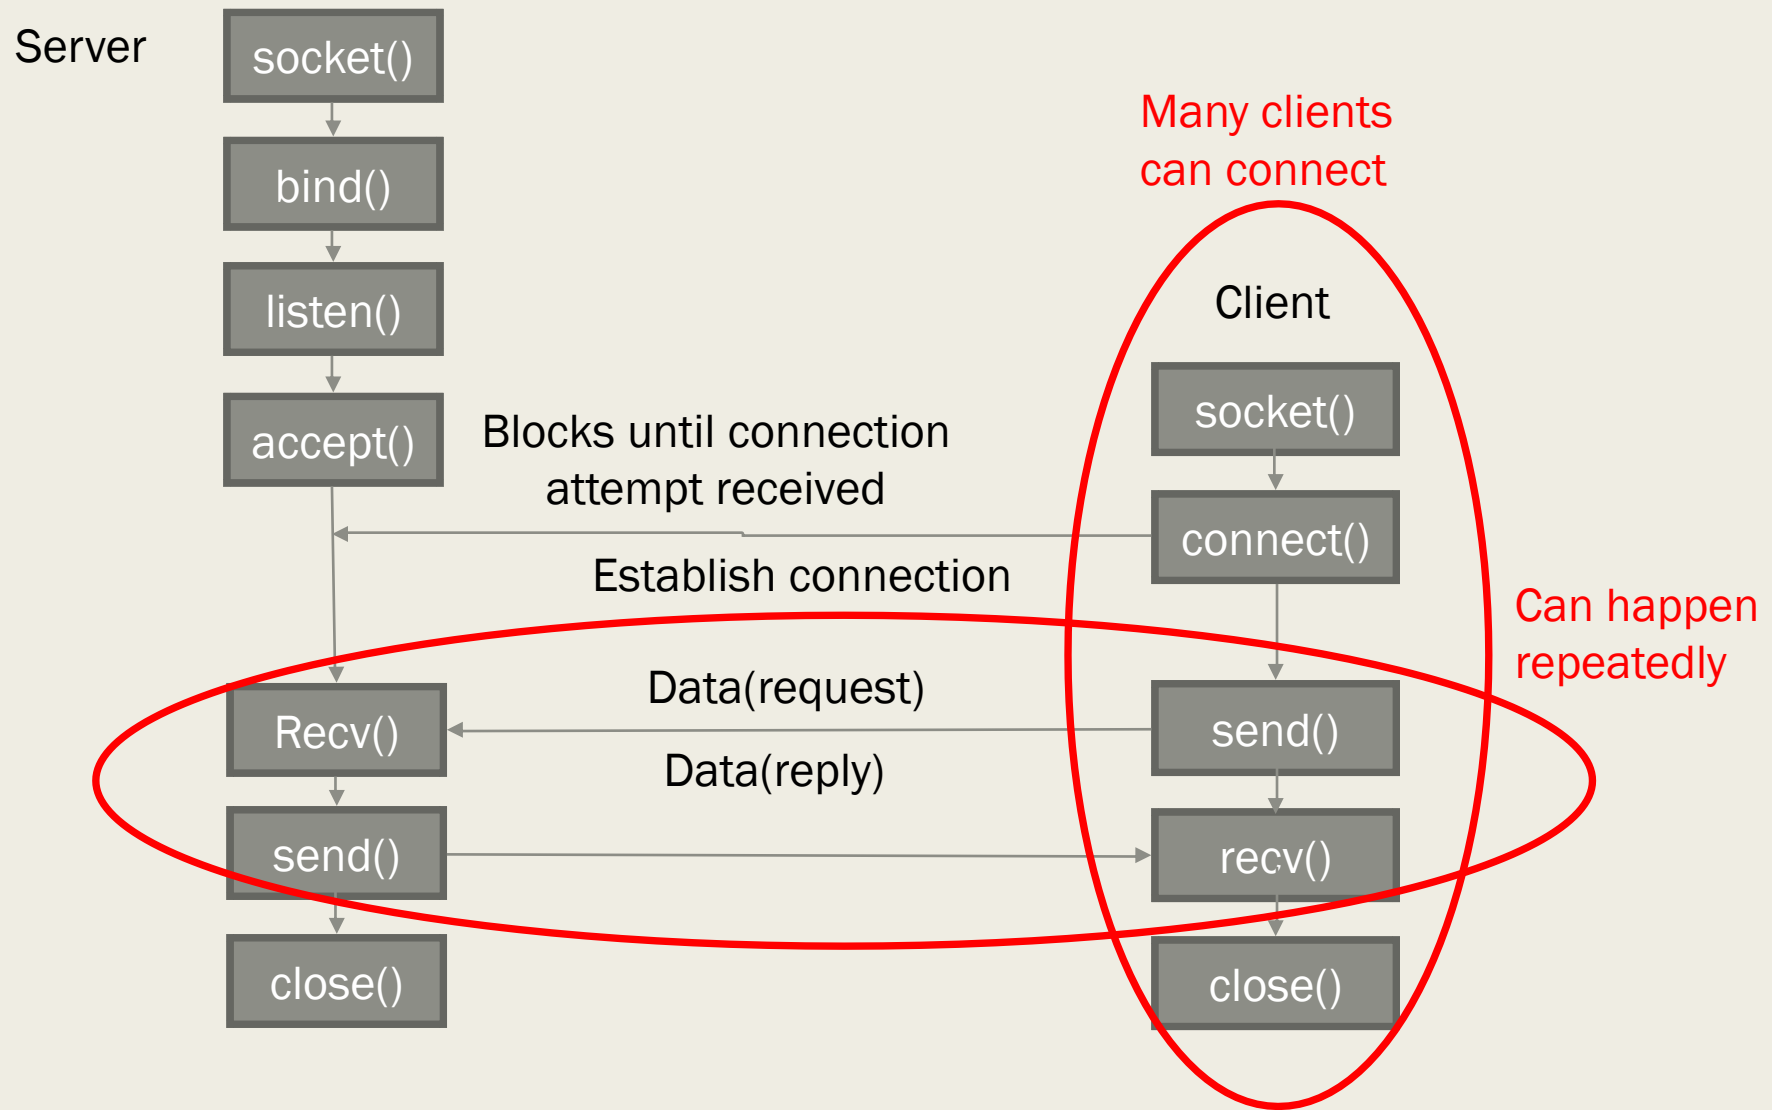 Server
socket()
bind()
listen()
accept()
Blocks until connection
attempt received
Establish connection
Many clients
can connect
Client
socket()
connect()
Can happen
repeatedly
Data(request)
Recv()
send()
Data(reply)
send()
recv()
close()
close()